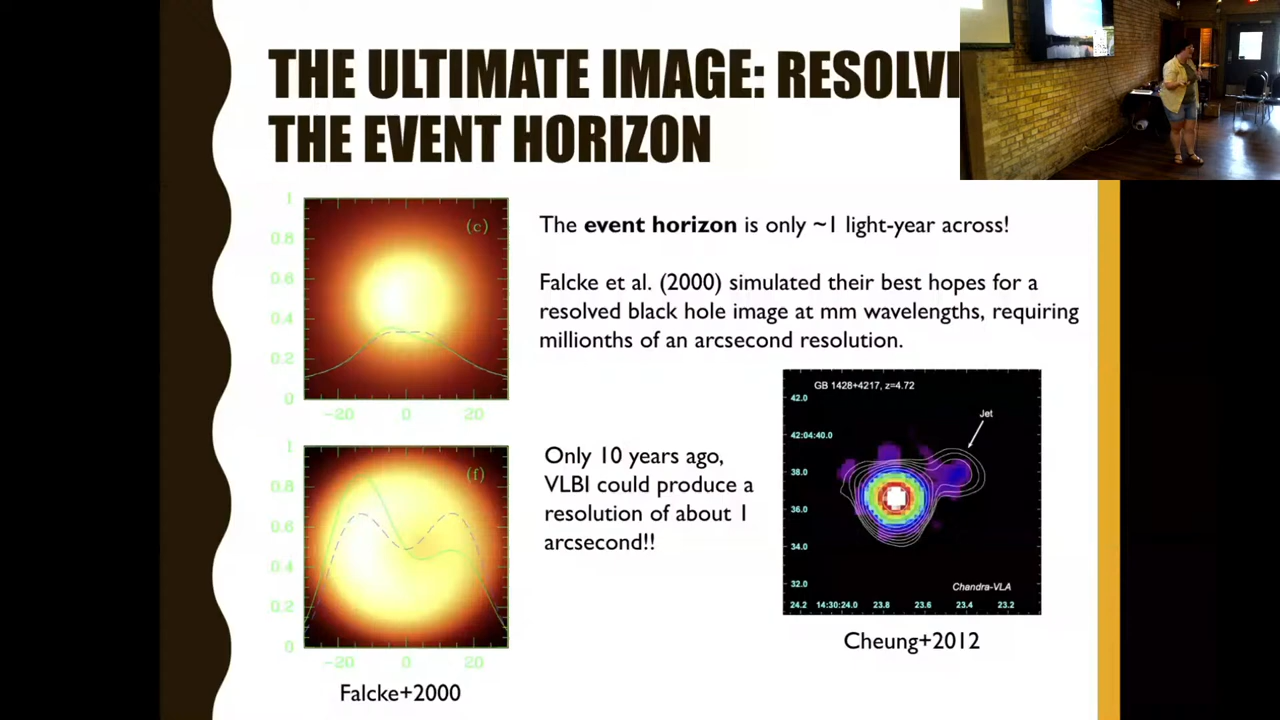 THE ULTIMATE IMAGE: RESOLVI
THE EVENT HORIZON
1
0.8
0.6
0.4
0.2
0
-20 0 20
(c)
The event horizon is only ~1 light-year across!
Falcke et al. (2000) simulated their best hopes for a
resolved black hole image at mm wavelengths, requiring
millionths of an arcsecond resolution.
1
0.8
0.6
0.4
0.2
0
-20 0 20
(f)
Falcke+2000
Only 10 years ago,
VLBI could produce a
resolution of about 1
arcsecond!!
GB 1428+4217, z=4.72
Jet
42.0
42:04:40.0
38.0
36.0
34.0
32.0
Chandra-VLA
24.2 14:30:24.0 23.8 23.6 23.4 23.2
Cheung+2012